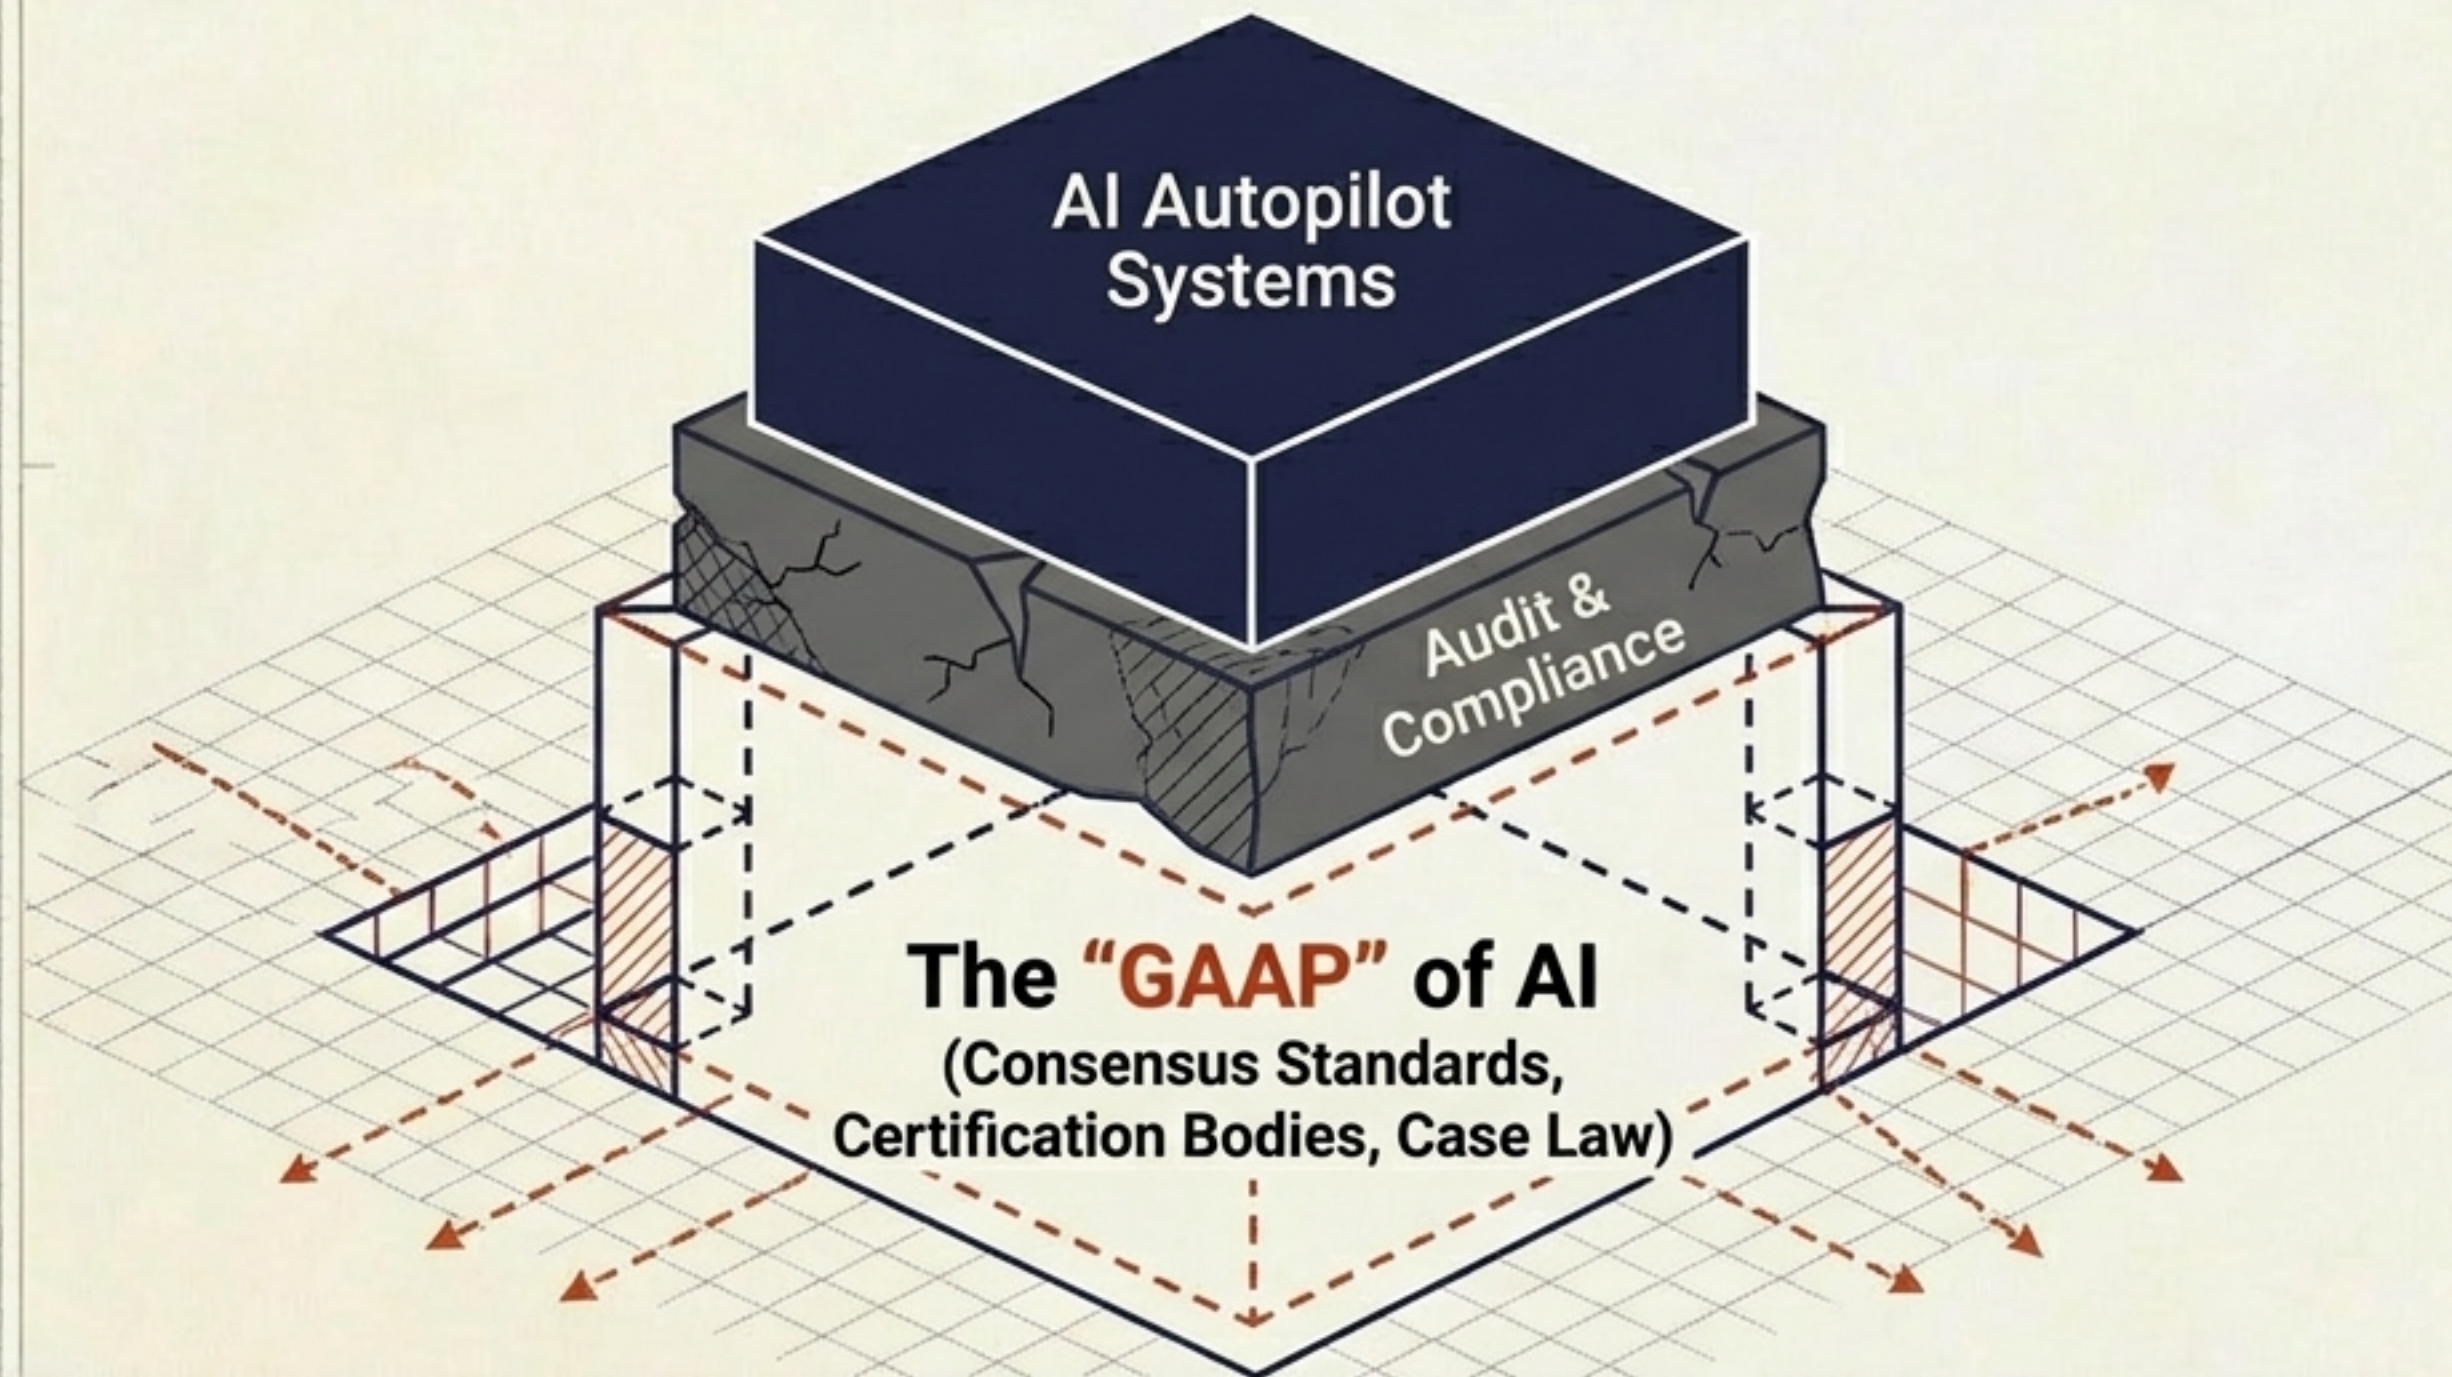 AI Autopilot
Systems
Audit &
Compliance
The “GAAP” of AI
(Consensus Standards,
Certification Bodies, Case Law)